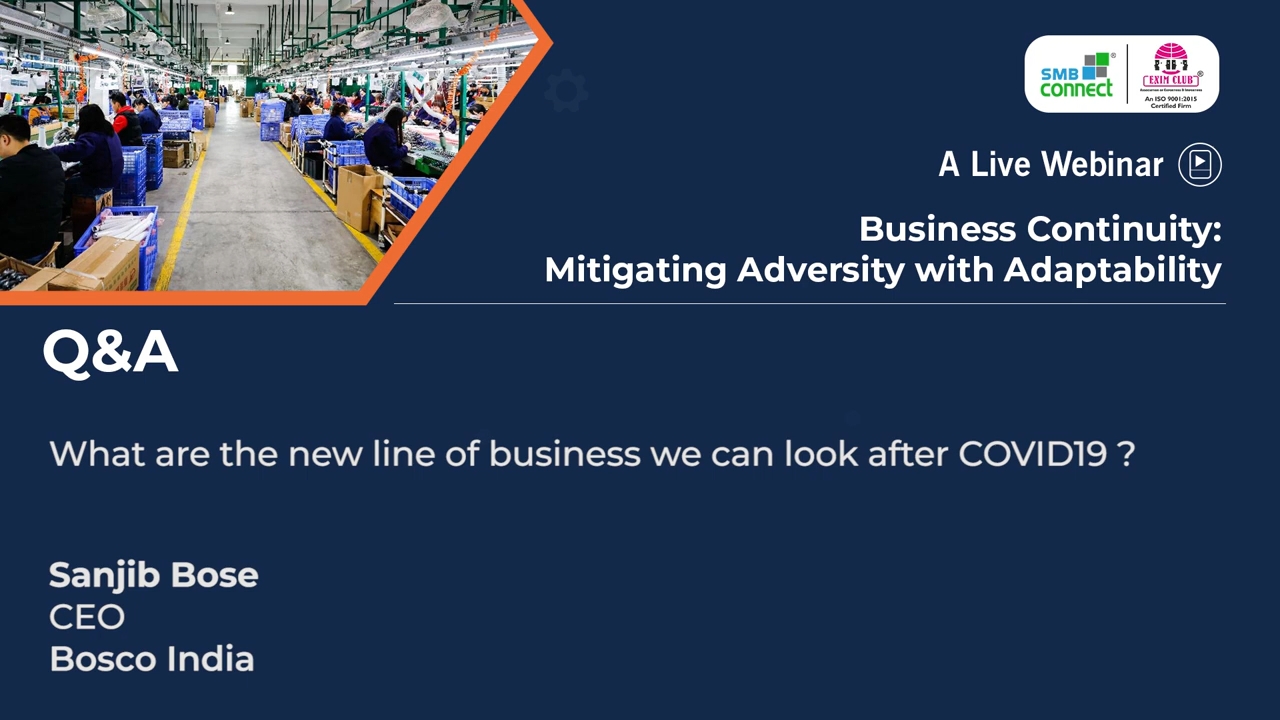 SMB
connect
EXIM CLUB
An ISO 9001:2015
Certified Firm
A Live Webinar
Business Continuity:
Mitigating Adversity with Adaptability
Q&A
What are the new line of business we can look after COVID19 ?
Sanjib Bose
CEO
Bosco India